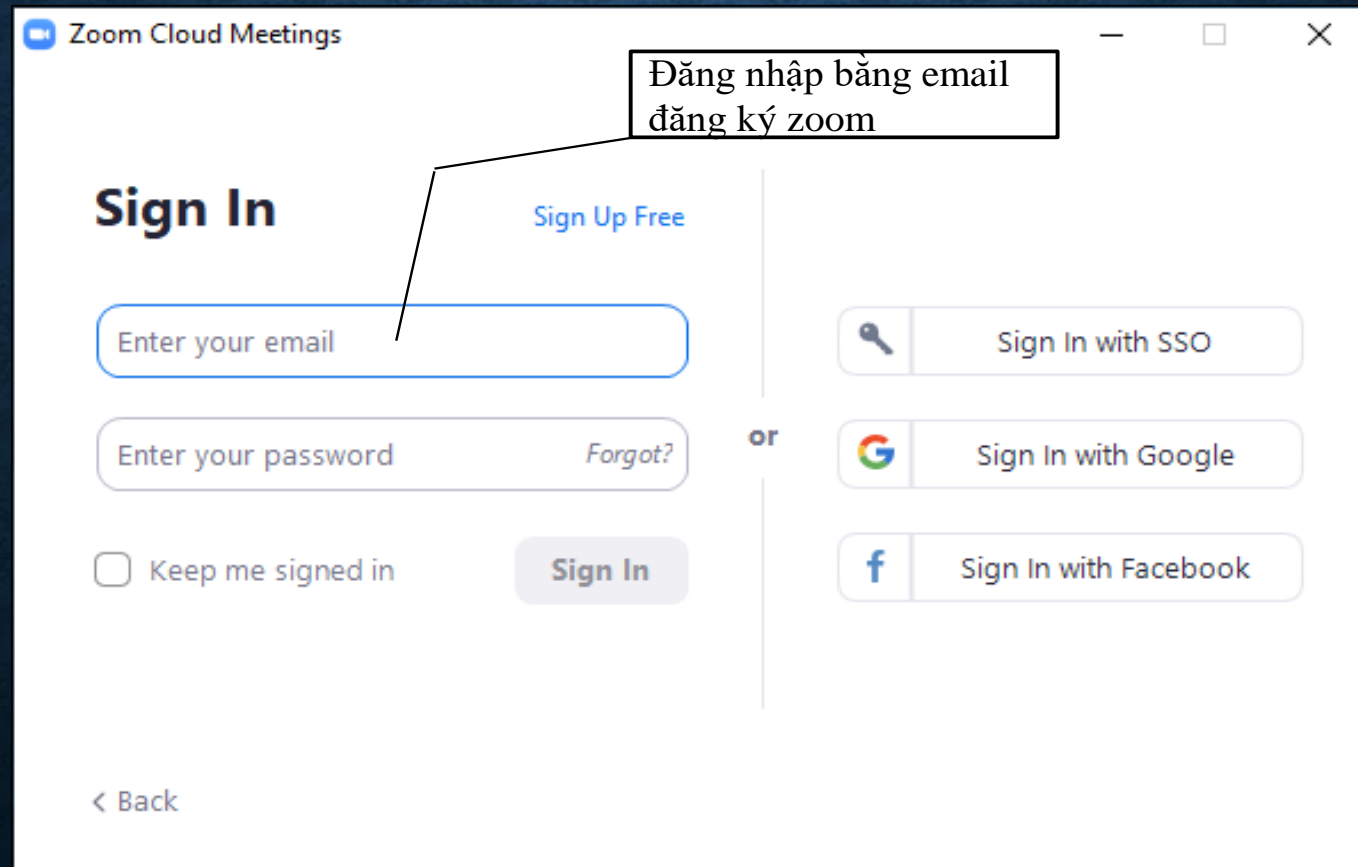 Zoom Cloud Meetings
Đăng nhập bằng email
đăng ký zoom
Sign In
Sign Up Free
Enter your email
Enter your password
Forgot?
Keep me signed in
Sign In
or
Sign In with SSO
Sign In with Google
Sign In with Facebook
< Back